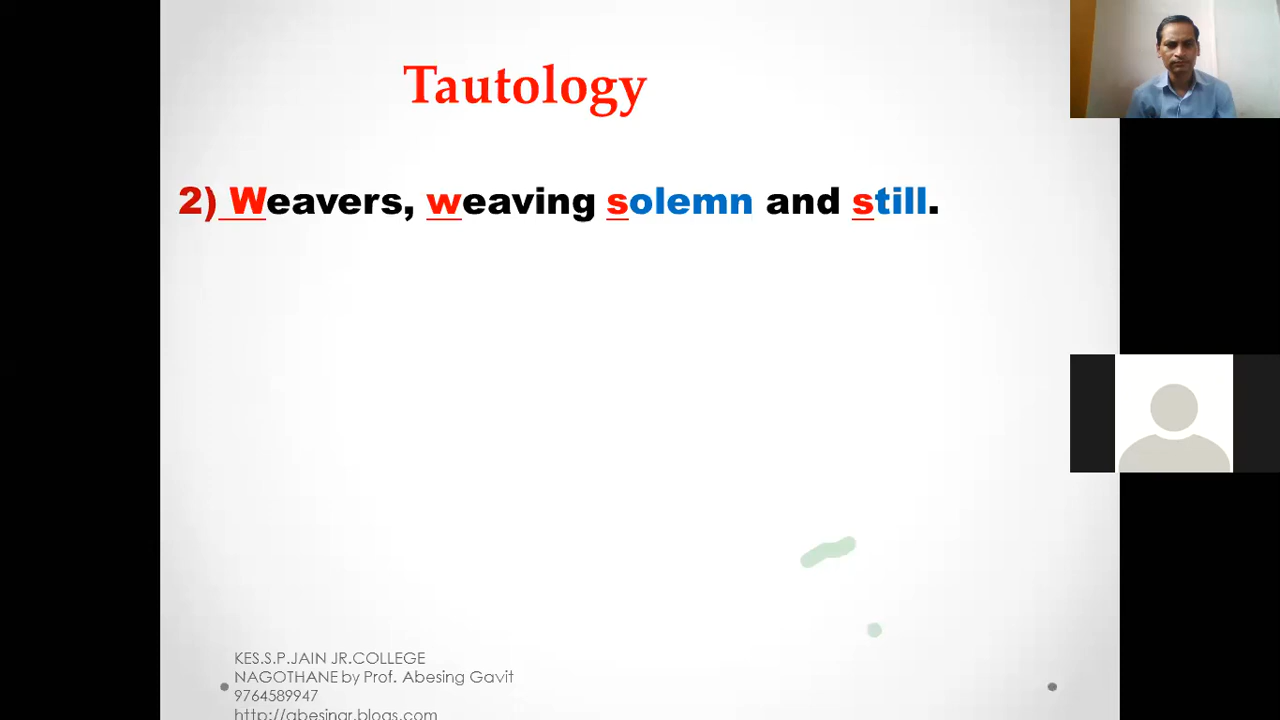 Tautology
2) Weavers, weaving solemn and still.
KES.S.P.JAIN JR.COLLEGE
NAGOTHANE by Prof. Abesing Gavit
9764589947
http://abesingr.blogs.com